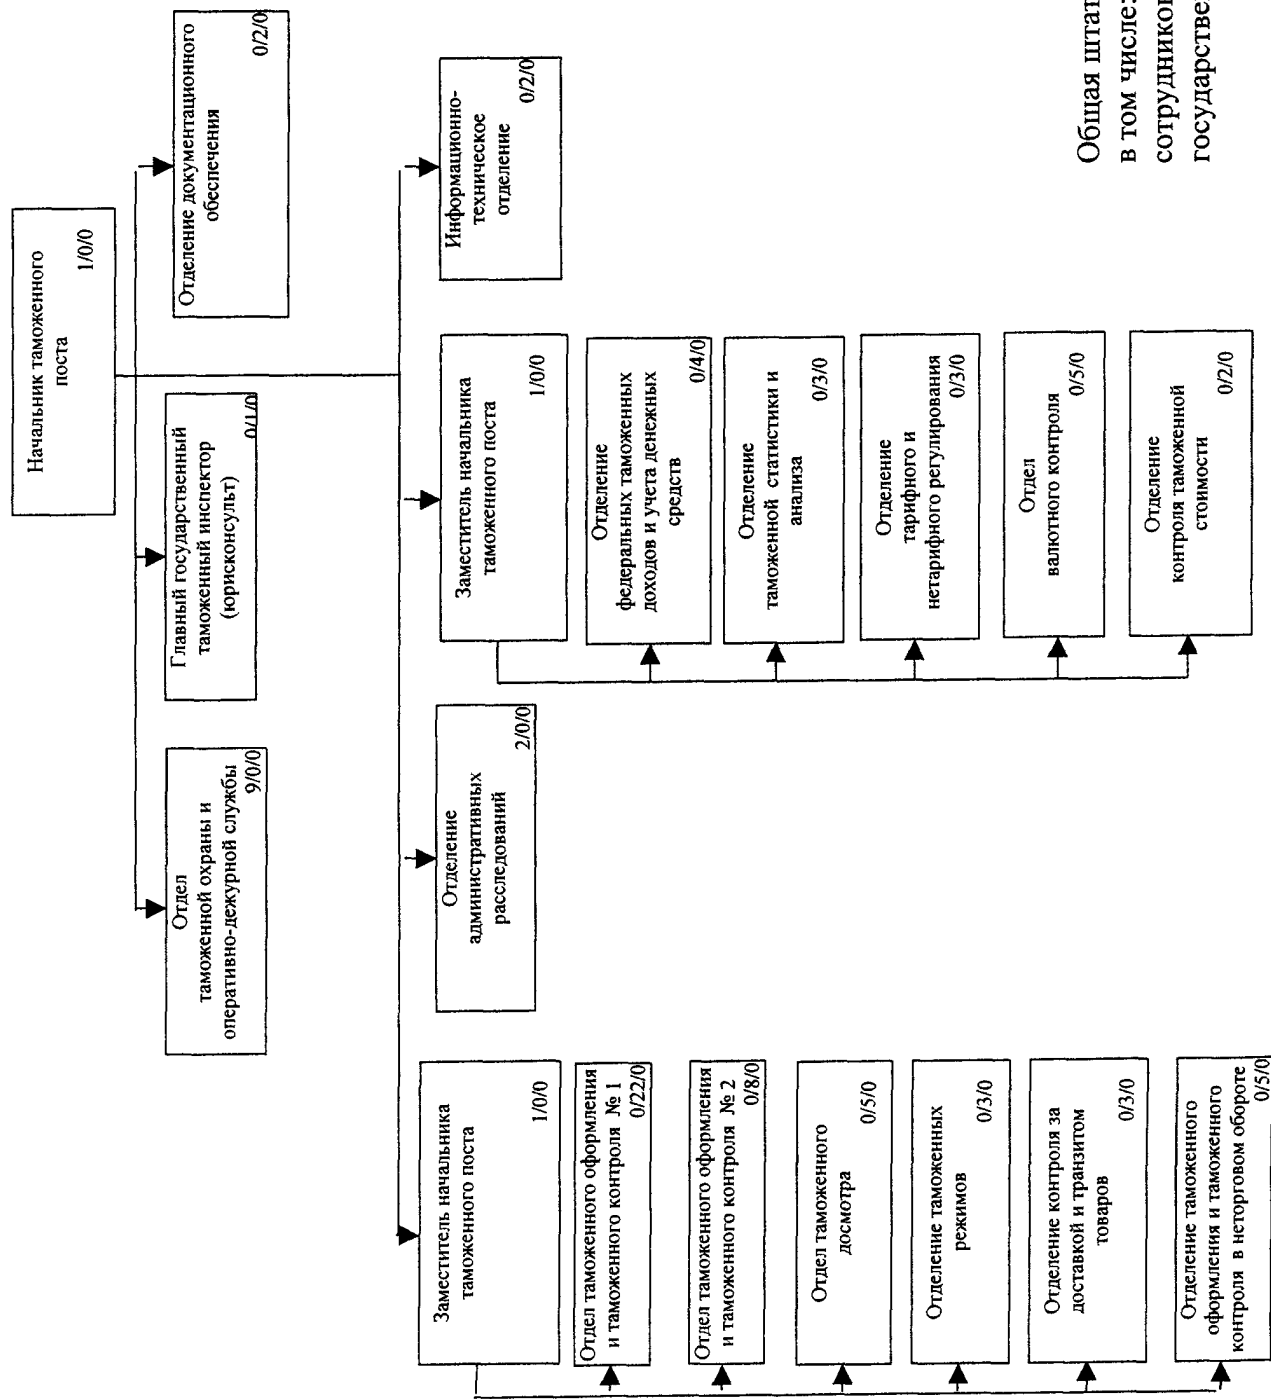 Начальник таможенного
поста
1/0/0
Отдел
таможенной охраны и
оперативно-дежурной службы
9/0/0
Главный государственный
таможенный инспектор
(юрисконсульт)
0/1/0
Отделение документационного
обеспечения
0/2/0
Заместитель начальника
таможенного поста
1/0/0
Отдел таможенного оформления
и таможенного контроля № 1
0/22/0
Отдел таможенного оформления
и таможенного контроля № 2
0/8/0
Отдел таможенного
досмотра
0/5/0
Отделение таможенных
режимов
0/3/0
Отделение контроля за
доставкой и транзитом
товаров
0/3/0
Отделение таможенного
оформления и таможенного
контроля в неторговом обороте
0/5/0
Отделение
административных
расследований
2/0/0
Заместитель начальника
таможенного поста
1/0/0
Отделение
федеральных таможенных
доходов и учета денежных
средств
0/4/0
Отделение
таможенной статистики и
анализа
0/3/0
Отделение
тарифного и
нетарифного регулирования
0/3/0
Отдел
валютного контроля
0/5/0
Отделение
контроля таможенной
стоимости
0/2/0
Информационно-
техническое
отделение
0/2/0
Общая штат
в том числе:
сотрудников
государствен